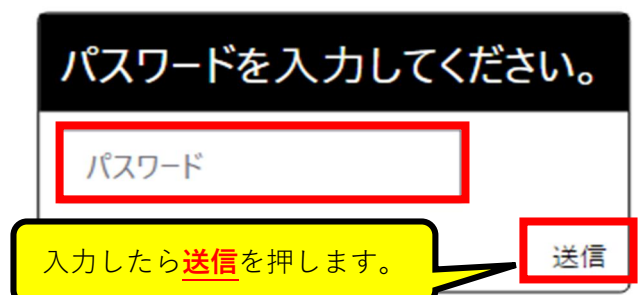 パスワードを入力してください。
パスワード
入力したら送信を押します。
送信